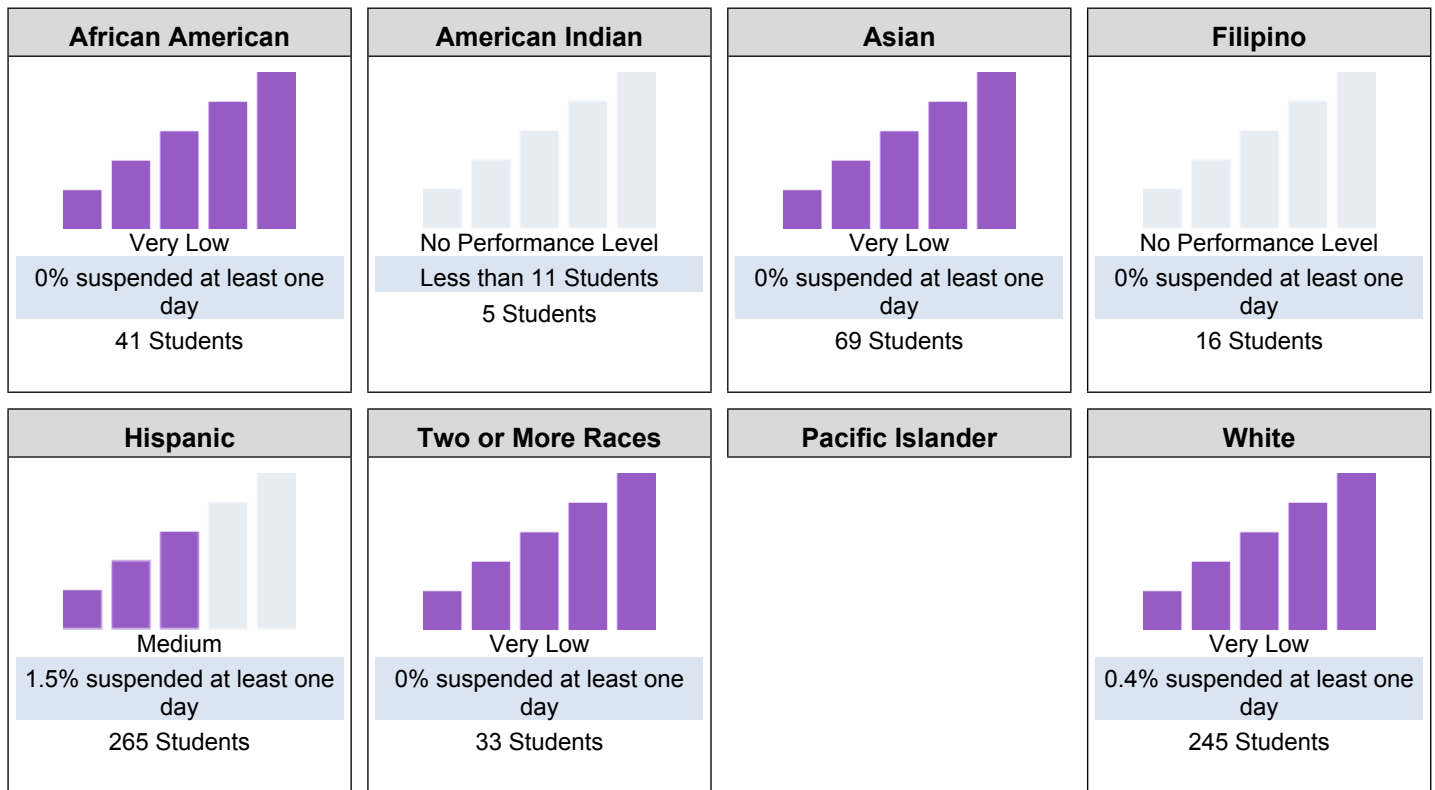 African American
Very Low
0% suspended at least one
day
41 Students
American Indian
No Performance Level
Less than 11 Students
5 Students
Asian
Very Low
0% suspended at least one
day
69 Students
Filipino
No Performance Level
0% suspended at least one
day
16 Students
Hispanic
Medium
1.5% suspended at least one
day
265 Students
Two or More Races
Very Low
0% suspended at least one
day
33 Students
Pacific Islander
White
Very Low
0.4% suspended at least one
day
245 Students